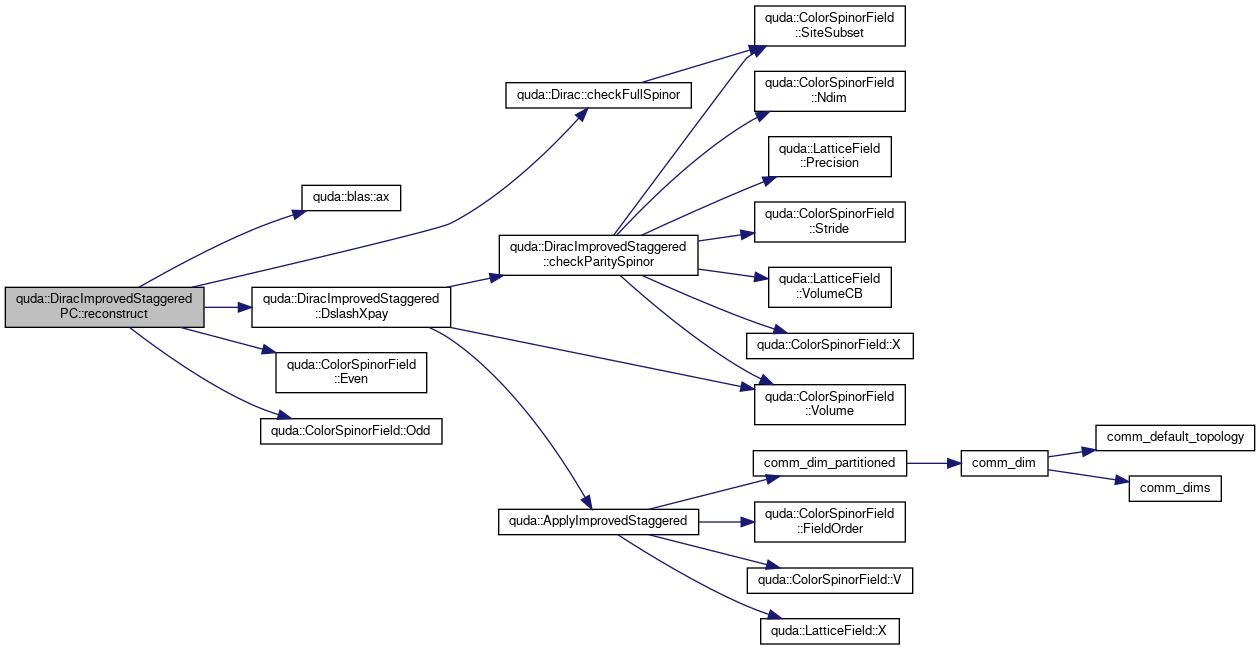 quda::DiracImprovedStaggered
PC::reconstruct
quda::blas::ax
quda::Dirac::checkFullSpinor
quda::DiracImprovedStaggered
::DslashXpay
quda::ColorSpinorField
::Even
quda::ColorSpinorField::Odd
quda::DiracImprovedStaggered
::checkParitySpinor
quda::ApplyImprovedStaggered
quda::ColorSpinorField
::SiteSubset
quda::ColorSpinorField
::Ndim
quda::LatticeField
::Precision
quda::ColorSpinorField
::Stride
quda::LatticeField
::VolumeCB
quda::ColorSpinorField::X
quda::ColorSpinorField
::Volume
comm_dim_partitioned
quda::ColorSpinorField
::FieldOrder
quda::ColorSpinorField::V
quda::LatticeField::X
comm_dim
comm_default_topology
comm_dims